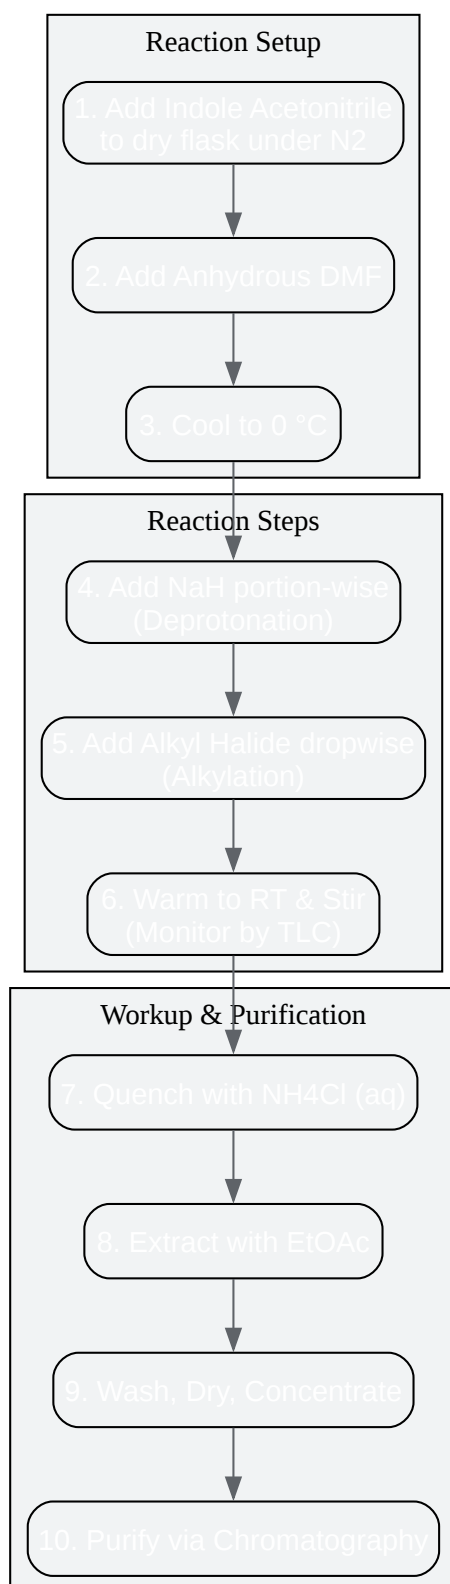 Reaction Setup
1. Add Indole Acetonitrile
to dry flask under N2
2. Add Anhydrous DMF
3. Cool to 0 °C
Reaction Steps
4. Add NaH portion-wise
(Deprotonation)
5. Add Alkyl Halide dropwise
(Alkylation)
6. Warm to RT & Stir
(Monitor by TLC)
Workup & Purification
7. Quench with NH4Cl (aq)
8. Extract with EtOAc
9. Wash, Dry, Concentrate
10. Purify via Chromatography